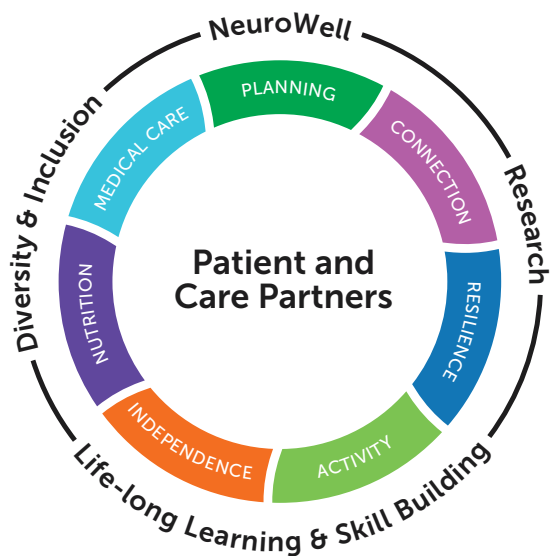 NeuroWell
Research
Life-long Learning & Skill Building
Diversity & Inclusion
PLANNING
CONNECTION
RESILIENCE
ACTIVITY
INDEPENDENCE
NUTRITION
MEDICAL CARE
Patient and
Care Partners